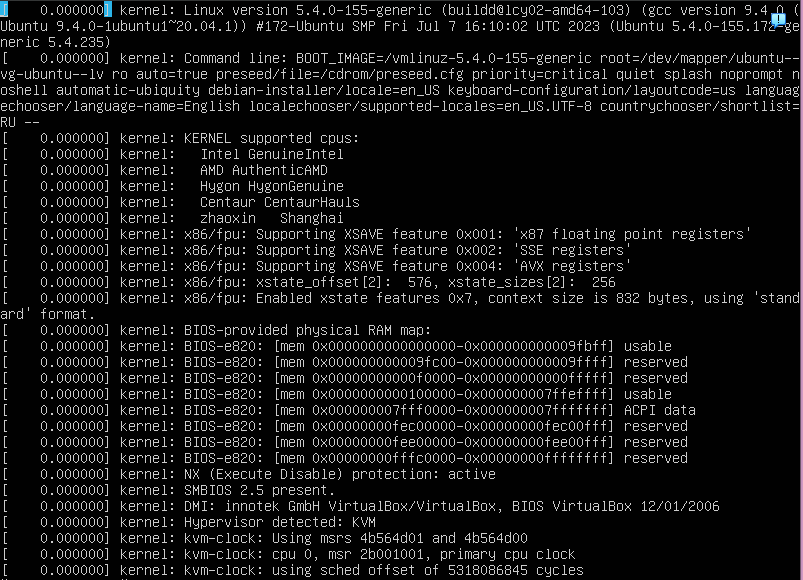 [    0.000000] kernel: Linux version 5.4.0-155-generic (buildd@lcy02-amd64-103) (gcc version 9.4.0 (
Ubuntu 9.4.0-1ubuntu1~20.04.1)) #172-Ubuntu SMP Fri Jul 7 16:10:02 UTC 2023 (Ubuntu 5.4.0-155.172-ge
neric 5.4.235)
[    0.000000] kernel: Command line: BOOT_IMAGE=/vmlinuz-5.4.0-155-generic root=/dev/mapper/ubuntu--
vg-ubuntu--lv ro auto=true preseed/file=/cdrom/preseed.cfg priority=critical quiet splash noprompt n
oshell automatic-ubiquity debian-installer/locale=en_US keyboard-configuration/layoutcode=us languag
echooser/language-name=English localechooser/supported-locales=en_US.UTF-8 countrychooser/shortlist=
RU --
[    0.000000] kernel: KERNEL supported cpus:
[    0.000000] kernel:   Intel GenuineIntel
[    0.000000] kernel:   AMD AuthenticAMD
[    0.000000] kernel:   Hygon HygonGenuine
[    0.000000] kernel:   Centaur CentaurHauls
[    0.000000] kernel:   zhaoxin   Shanghai
[    0.000000] kernel: x86/fpu: Supporting XSAVE feature 0x001: 'x87 floating point registers'
[    0.000000] kernel: x86/fpu: Supporting XSAVE feature 0x002: 'SSE registers'
[    0.000000] kernel: x86/fpu: Supporting XSAVE feature 0x004: 'AVX registers'
[    0.000000] kernel: x86/fpu: xstate_offset[2]:  576, xstate_sizes[2]:  256
[    0.000000] kernel: x86/fpu: Enabled xstate features 0x7, context size is 832 bytes, using 'stand
ard' format.
[    0.000000] kernel: BIOS-provided physical RAM map:
[    0.000000] kernel: BIOS-e820: [mem 0x0000000000000000-0x000000000009fbff] usable
[    0.000000] kernel: BIOS-e820: [mem 0x000000000009fc00-0x000000000009ffff] reserved
[    0.000000] kernel: BIOS-e820: [mem 0x00000000000f0000-0x00000000000fffff] reserved
[    0.000000] kernel: BIOS-e820: [mem 0x0000000000100000-0x000000007ffeffff] usable
[    0.000000] kernel: BIOS-e820: [mem 0x000000007fff0000-0x000000007fffffff] ACPI data
[    0.000000] kernel: BIOS-e820: [mem 0x00000000fec00000-0x00000000fec00fff] reserved
[    0.000000] kernel: BIOS-e820: [mem 0x00000000fee00000-0x00000000fee00fff] reserved
[    0.000000] kernel: BIOS-e820: [mem 0x00000000fffc0000-0x00000000ffffffff] reserved
[    0.000000] kernel: NX (Execute Disable) protection: active
[    0.000000] kernel: SMBIOS 2.5 present.
[    0.000000] kernel: DMI: innotek GmbH VirtualBox/VirtualBox, BIOS VirtualBox 12/01/2006
[    0.000000] kernel: Hypervisor detected: KVM
[    0.000000] kernel: kvm-clock: Using msrs 4b564d01 and 4b564d00
[    0.000000] kernel: kvm-clock: cpu 0, msr 2b001001, primary cpu clock
[    0.000000] kernel: kvm-clock: using sched offset of 5318086845 cycles